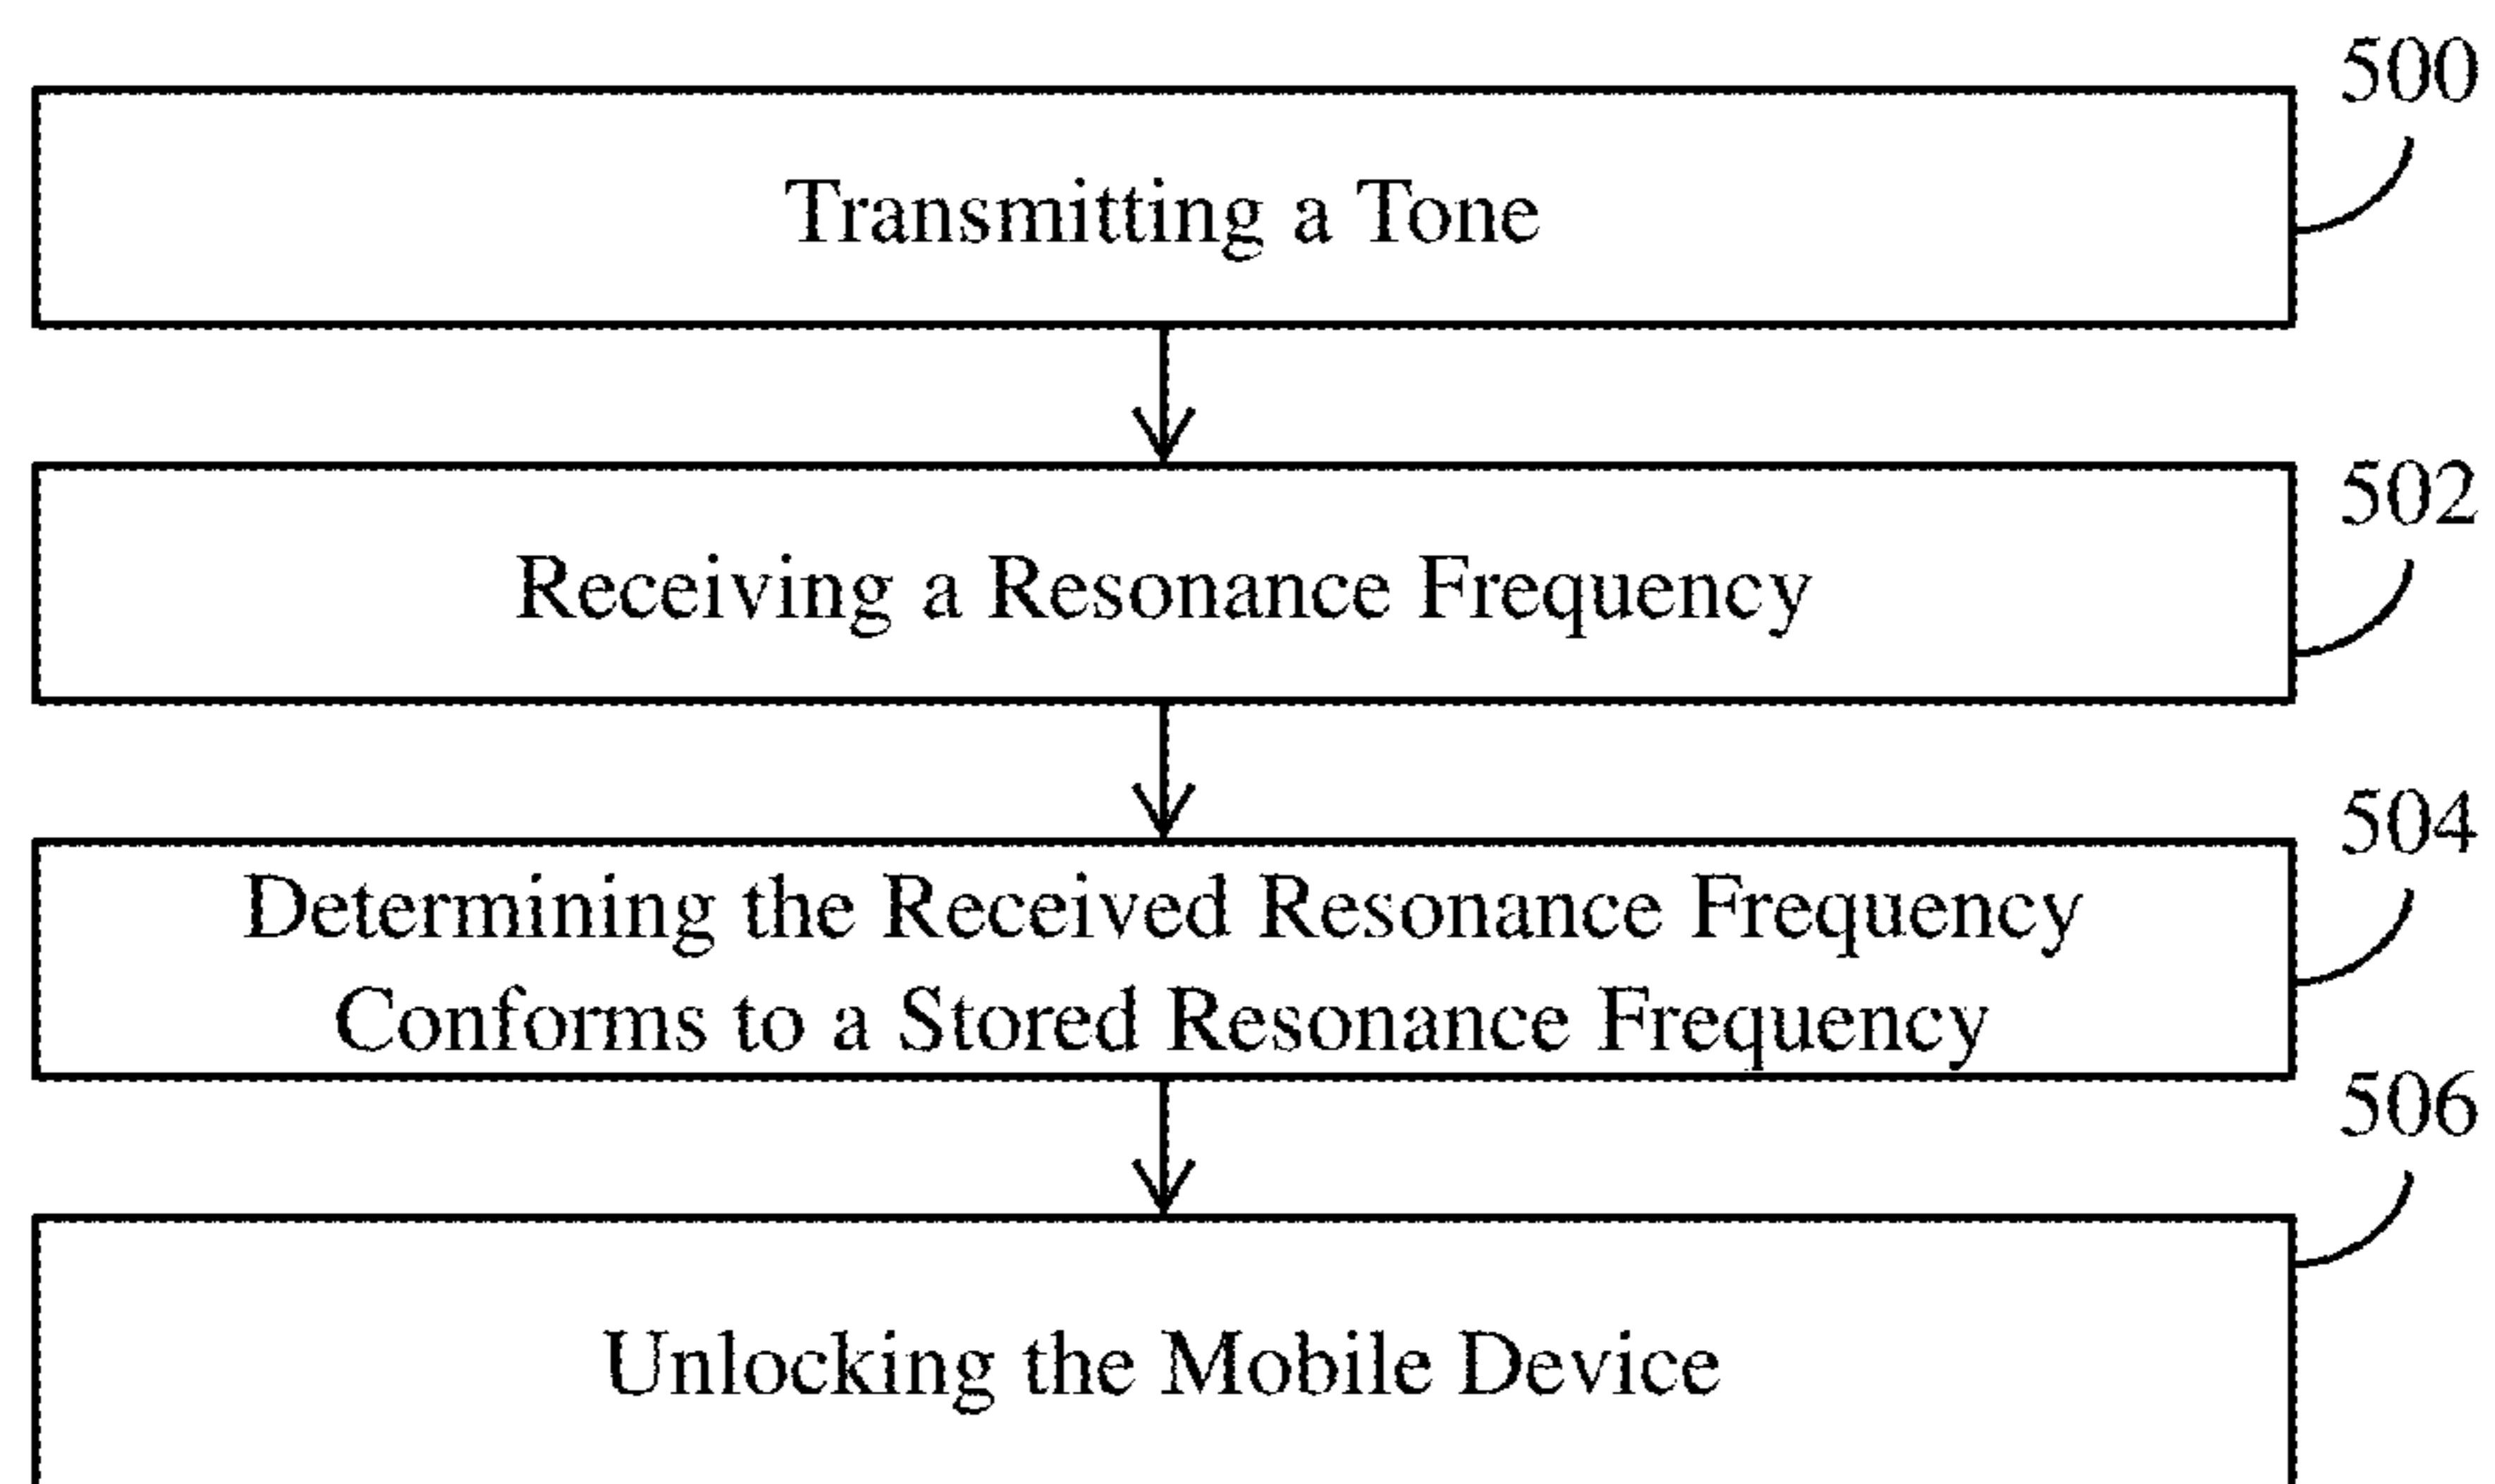 500
Transmitting a Tone
502
Receiving a Resonance Frequency
504
Determining the Received Resonance Frequency
Conforms to a Stored Resonance Frequency
506
Unlocking the Mobile Device